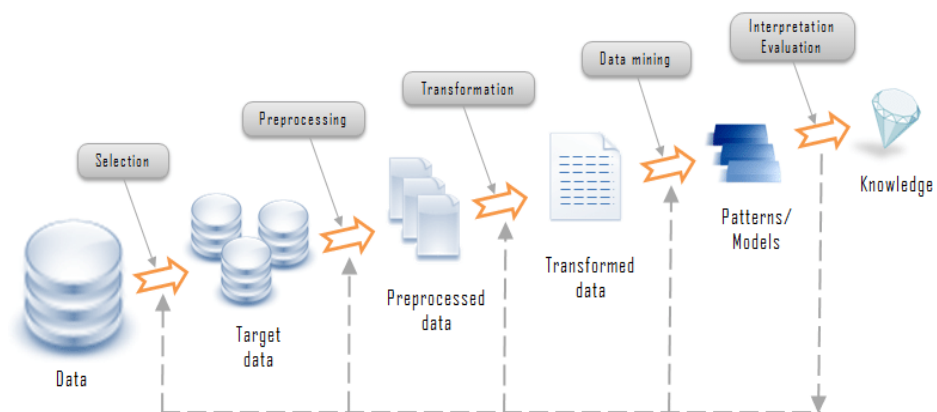 Interpretation
Evaluation
Data mining
Transformation
Preprocessing
Selection
Knowledge
Patterns/
Models
Transformed
data
Preprocessed
data
Target
data
Data